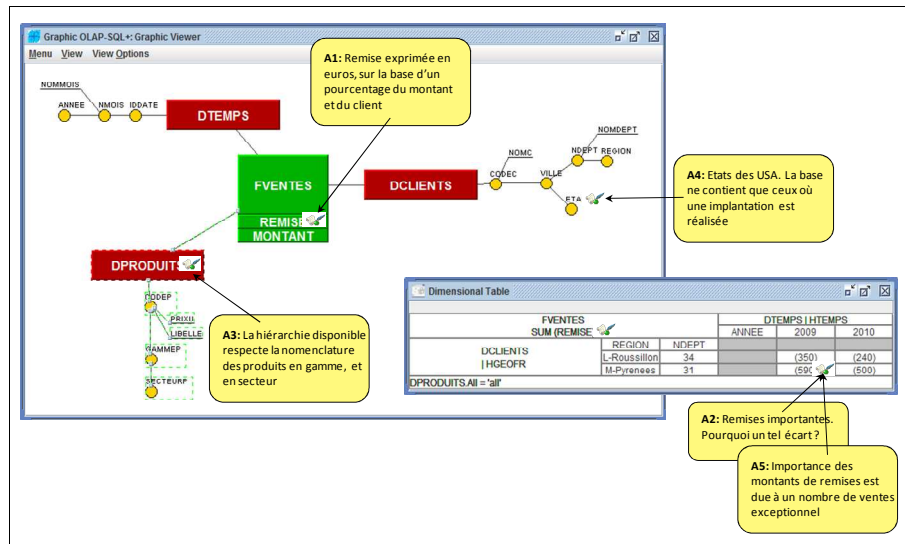 Graphic OLAP-SQL+: Graphic Viewer
Menu View View Options
A1: Remise exprimée en
euros, sur la base d'un
pourcentage du montant
et du client
NOMMOIS
ANNEE NMOIS IDDATE
DTEMPS
NOMDEPT
NOMC
NDEPT REGION
CODEC VILLE
FVENTES
DCLIENTS
ETA
A4: Etats des USA. La base
ne contient que ceux où
une implantation est
réalisée
REMISE
MONTANT
DPRODUITS
CODEP
PRIXU
LIBELLE
GAMMEP
SECTEURP
A3: La hiérarchie disponible
respecte la nomenclature
des produits en gamme, et
en secteur
Dimensional Table
FVENTES DTEMPS | HTEMPS
SUM (REMISE ANNEE 2009 2010
DCLIENTS REGION NDEPT
| HGEOFR L-Roussillon 34 (350) (240)
M-Pyrenees 31 (590 (500)
DPRODUITS.All = 'all'
A2: Remises importantes.
Pourquoi un tel écart ?
A5: Importance des
montants de remises est
due à un nombre de ventes
exceptionnel